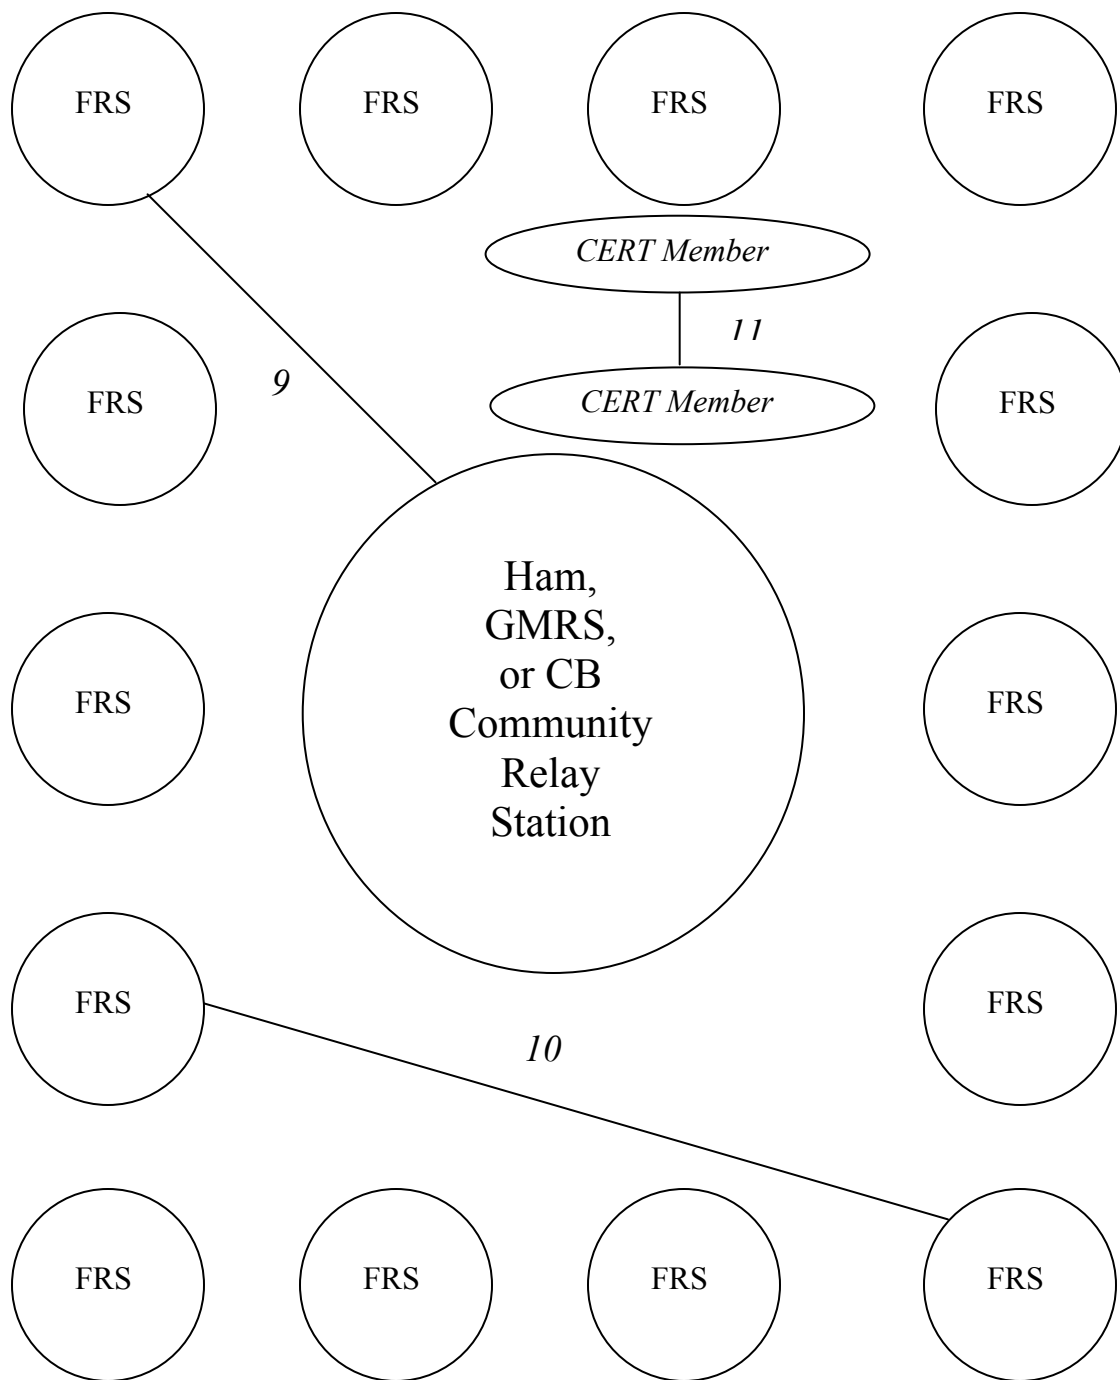 FRS
FRS
FRS
FRS
CERT Member
11
CERT Member
9
FRS
FRS
Ham,
GMRS,
or CB
Community
Relay
Station
FRS
FRS
FRS
FRS
10
FRS
FRS
FRS
FRS